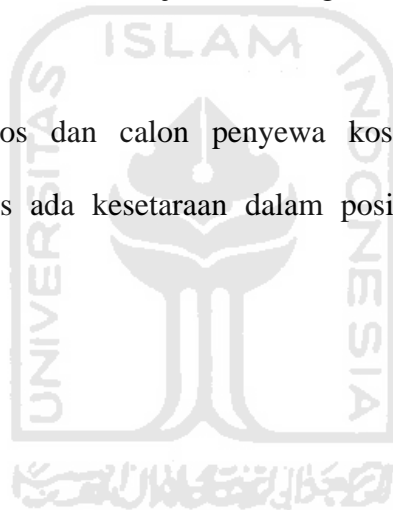 ISLAM
UNIVERSITAS
INDONESIA
os dan calon penyewa kos
s ada kesetaraan dalam posi